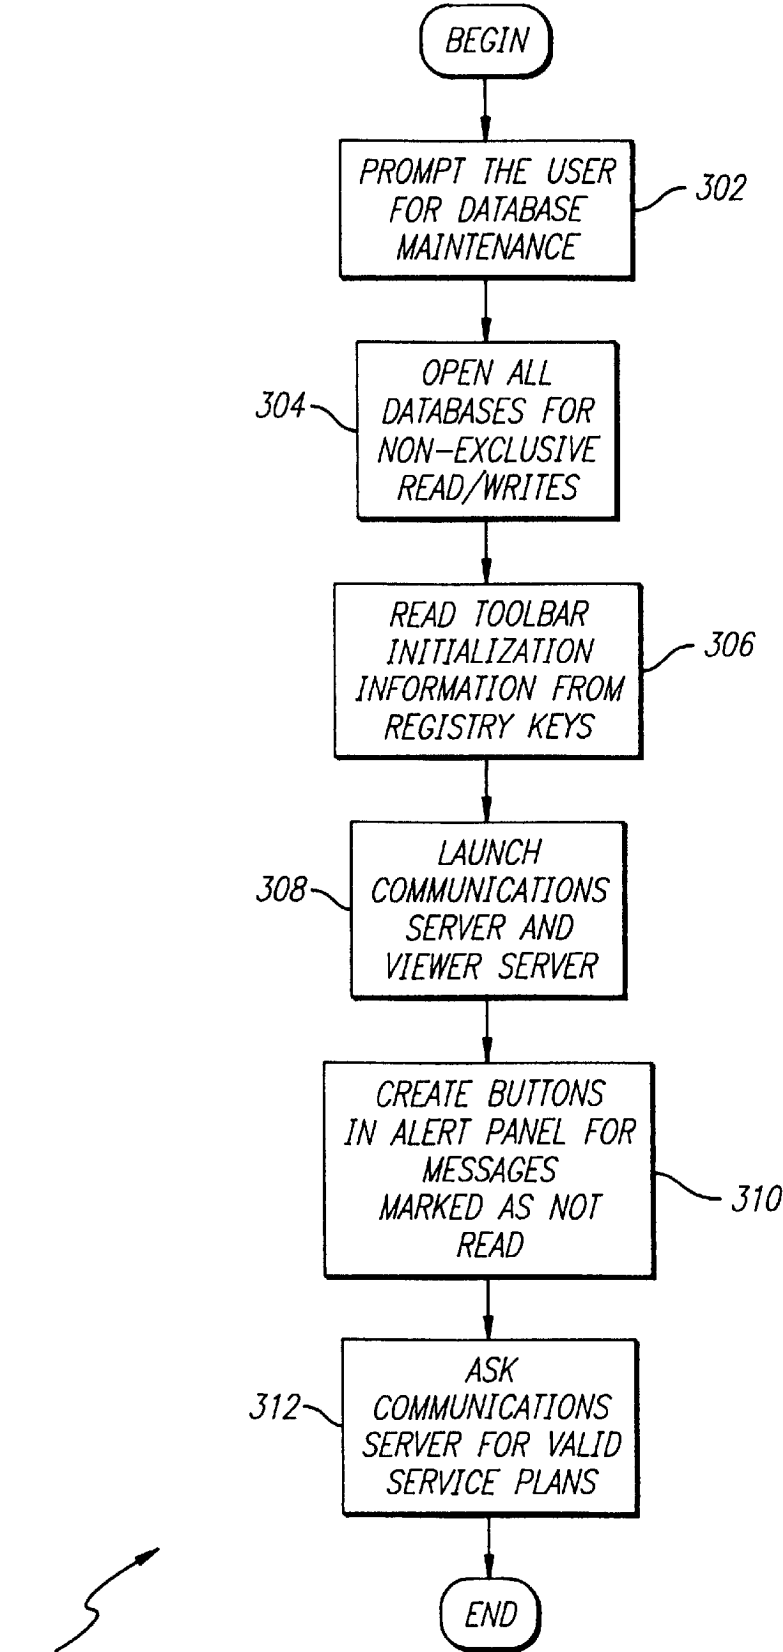 BEGIN
PROMPT THE USER
FOR DATABASE
MAINTENANCE
302
OPEN ALL
DATABASES FOR
NON-EXCLUSIVE
READ/WRITES
304
READ TOOLBAR
INITIALIZATION
INFORMATION FROM
REGISTRY KEYS
306
LAUNCH
COMMUNICATIONS
SERVER AND
VIEWER SERVER
308
CREATE BUTTONS
IN ALERT PANEL FOR
MESSAGES
MARKED AS NOT
READ
310
ASK
COMMUNICATIONS
SERVER FOR VALID
SERVICE PLANS
312
END